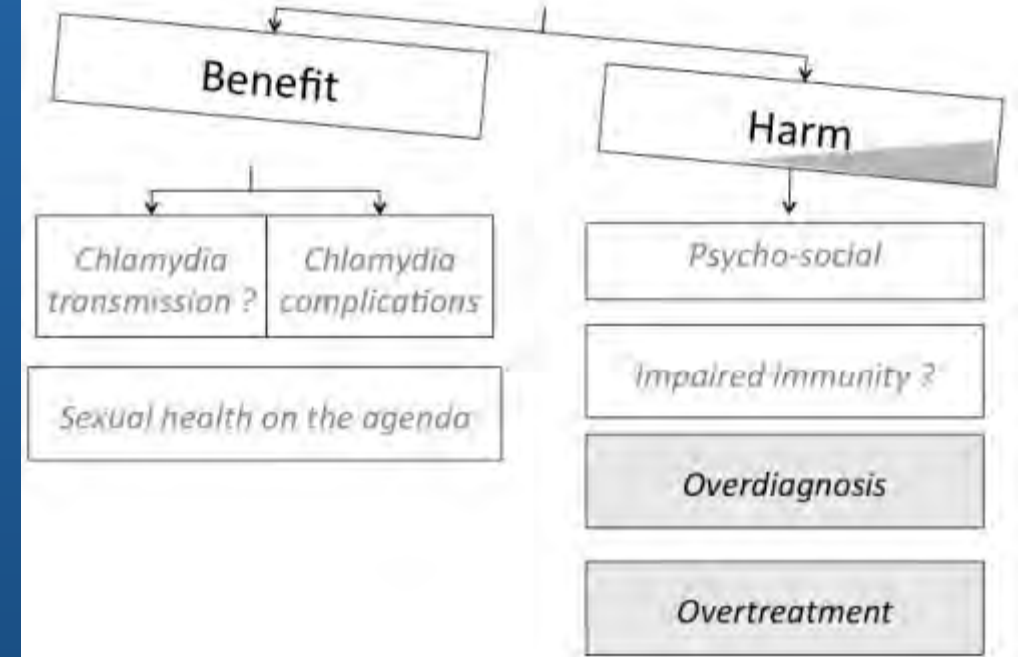 Benefit
Harm
Chlamydia
transmission ?
Chlamydia
complications
Sexual health on the agenda
Psycho-social
Impaired immunity ?
Overdiagnosis
Overtreatment